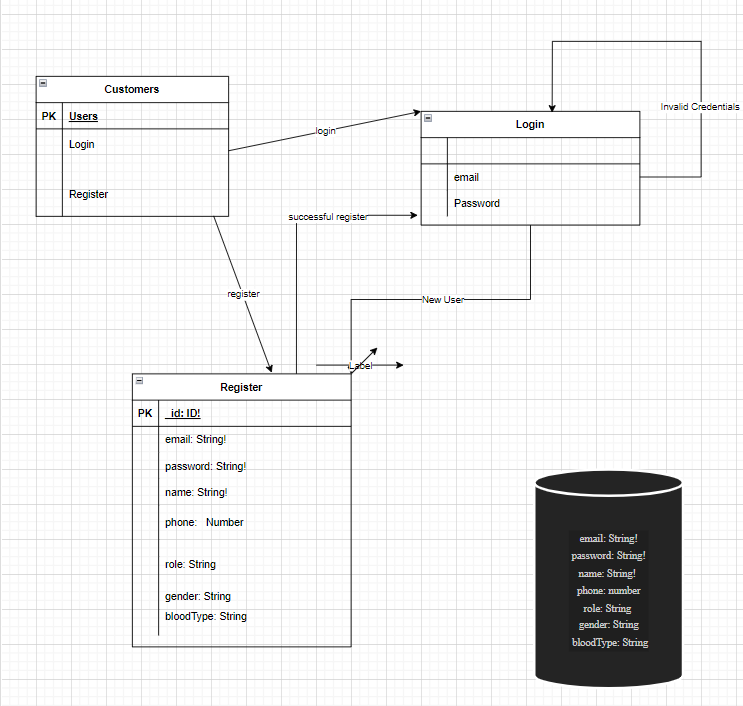 Customers
PK Users
Login
Register
login
Login
email
Password
Invalid Credentials
successful register
register
New User
Label
Register
PK _id: ID!
email: String!
password: String!
name: String!
phone: Number
role: String
gender: String
bloodType: String
email: String!
password: String!
name: String!
phone: number
role: String
gender: String
bloodType: String